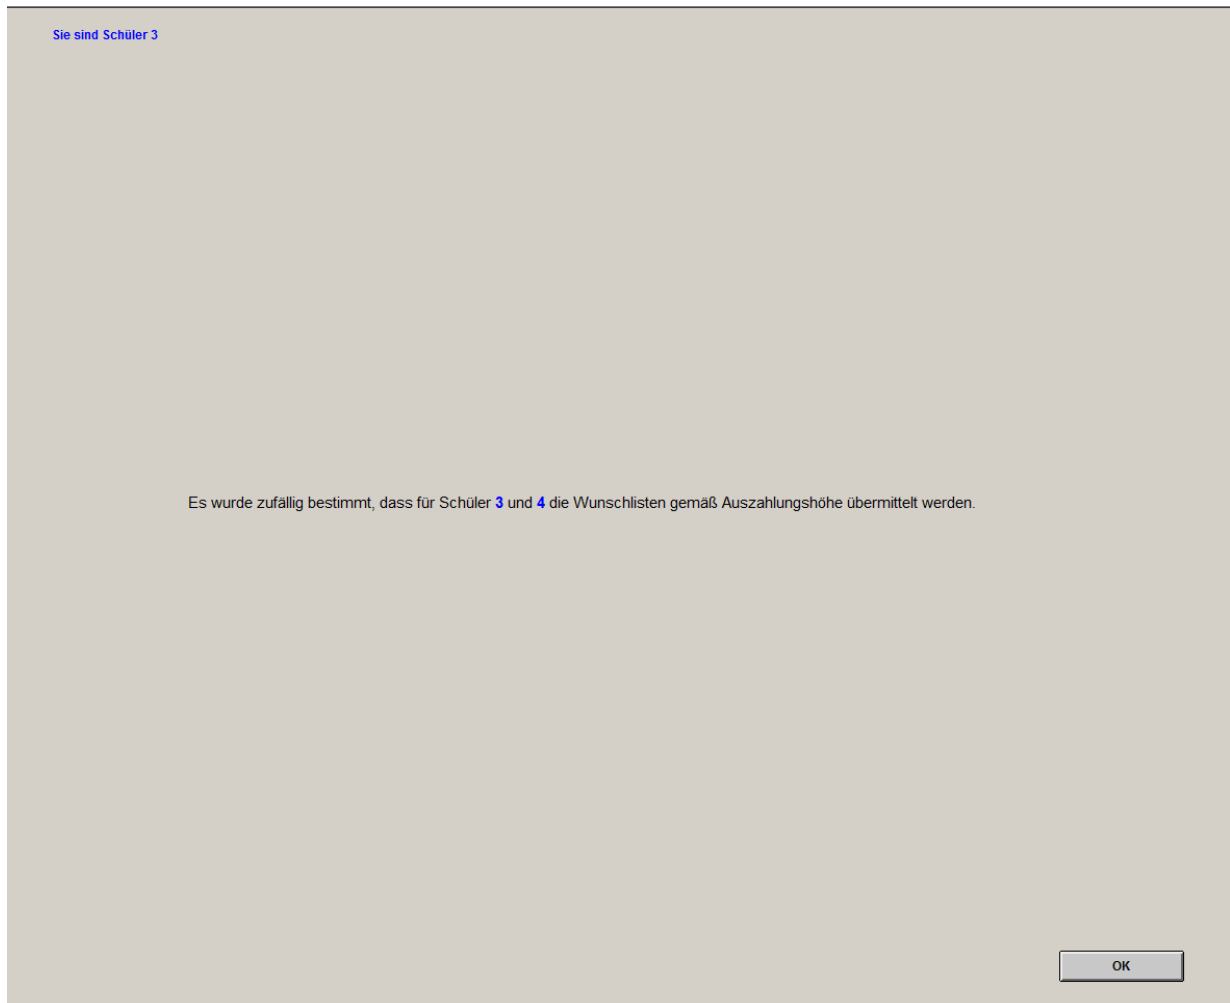 Sie sind Schüler 3
Es wurde zufällig bestimmt, dass für Schüler 3 und 4 die Wunschlisten gemäß Auszahlungshöhe übermittelt werden.
OK